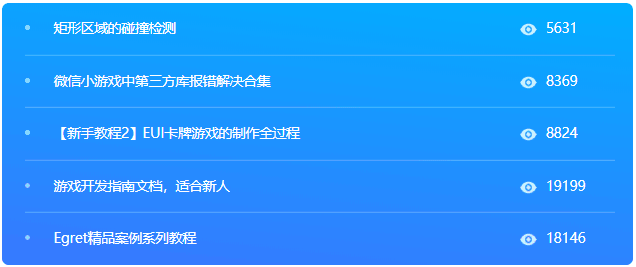 矩形区域的碰撞检测 5631
微信小游戏中第三方库报错解决合集 8369
【新手教程2】EUI卡牌游戏的制作全过程 8824
游戏开发指南文档，适合新人 19199
Egret精品案例系列教程 18146